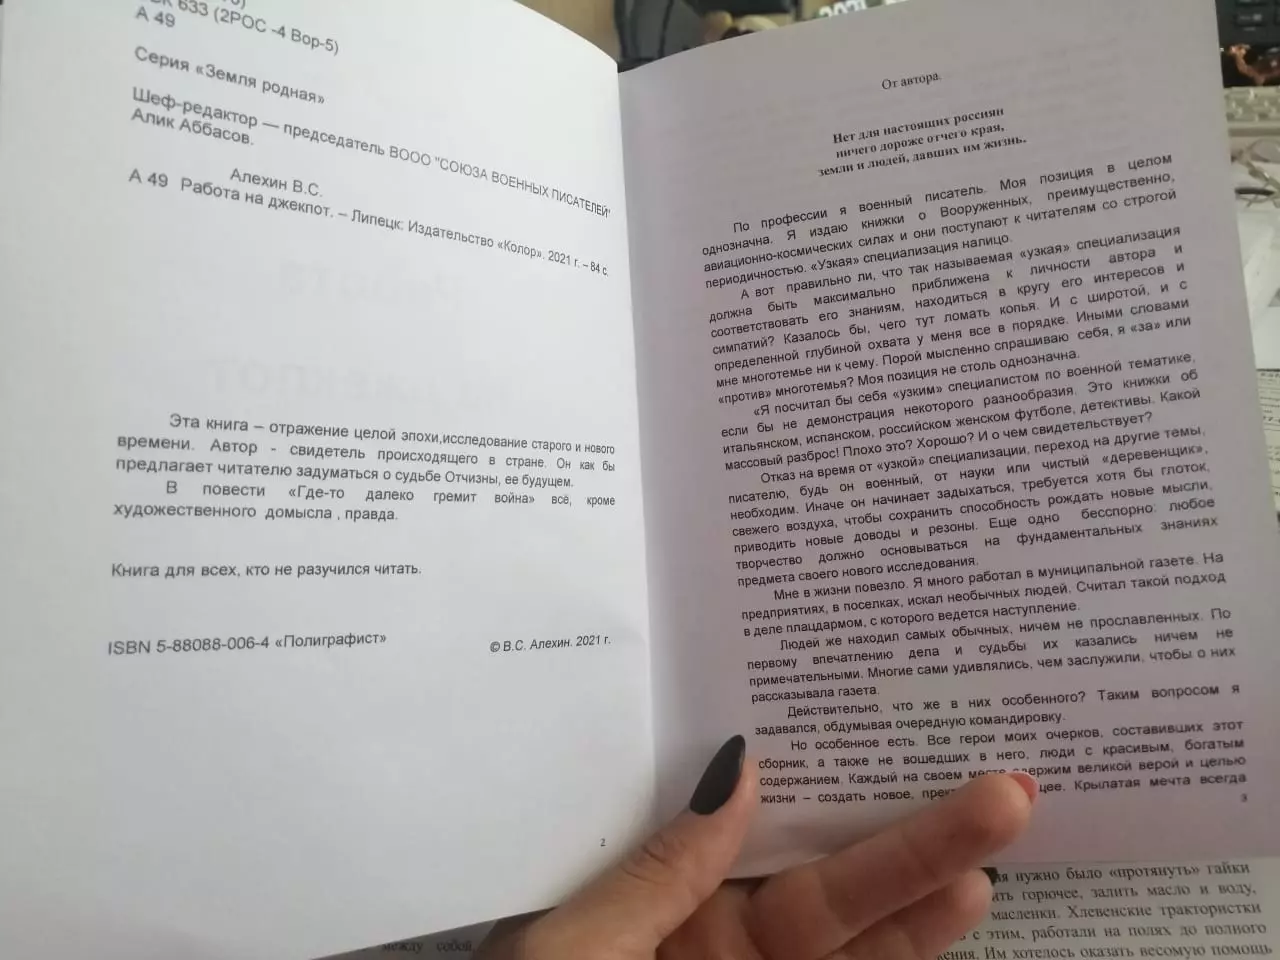 633 (2РОС -4 Вор-5)
А 49
Серия «Земля родная»
Шеф-редактор — председатель ВООО "СОЮЗА ВОЕННЫХ ПИСАТЕЛЕЙ"
Алик Аббасов.
Алехин В.С.
А 49 Работа на джекпот. – Липецк: Издательство «Колор». 2021 г. – 84 с.
Эта книга – отражение целой эпохи,исследование старого и нового
времени. Автор - свидетель происходящего в стране. Он как бы
предлагает читателю задуматься о судьбе Отчизны, ее будущем.
В повести «Где-то далеко гремит война» всё, кроме
художественного домысла , правда.
Книга для всех, кто не разучился читать.
ISBN 5-88088-006-4 «Полиграфист»
© В.С. Алехин. 2021 г.
2
От автора.
Нет для настоящих россиян
ничего дороже отчего края,
земли и людей, давших им жизнь.
По профессии я военный писатель. Моя позиция в целом
однозначна. Я издаю книжки о Вооруженных, преимущественно,
авиационно-космических силах и они поступают к читателям со строгой
периодичностью. «Узкая» специализация налицо.
А вот правильно ли, что так называемая «узкая» специализация
должна быть максимально приближена к личности автора и
соответствовать его знаниям, находиться в кругу его интересов и
симпатий? Казалось бы, чего тут ломать копья. И с широтой, и с
определенной глубиной охвата у меня все в порядке. Иными словами
мне многотемье ни к чему. Порой мысленно спрашиваю себя, я «за» или
«против» многотемья? Моя позиция не столь однозначна.
«Я посчитал бы себя «узким» специалистом по военной тематике,
если бы не демонстрация некоторого разнообразия. Это книжки об
итальянском, испанском, российском женском футболе, детективы. Какой
массовый разброс! Плохо это? Хорошо? И о чем свидетельствует?
Отказ на время от «узкой» специализации, переход на другие темы,
писателю, будь он военный, от науки или чистый «деревенщик»,
необходим. Иначе он начинает задыхаться, требуется хотя бы глоток,
свежего воздуха, чтобы сохранить способность рождать новые мысли,
приводить новые доводы и резоны. Еще одно бесспорно: любое
творчество должно основываться на фундаментальных знаниях
предмета своего нового исследования.
Мне в жизни повезло. Я много работал в муниципальной газете. На
предприятиях, в поселках, искал необычных людей. Считал такой подход
в деле плацдармом, с которого ведется наступление.
Людей же находил самых обычных, ничем не прославленных. По
первому впечатлению дела и судьбы их казались ничем не
примечательными. Многие сами удивлялись, чем заслужили, чтобы о них
рассказывала газета.
Действительно, что же в них особенного? Таким вопросом я
задавался, обдумывая очередную командировку.
Но особенное есть. Все герои моих очерков, составивших этот
сборник, а также не вошедших в него, люди с красивым, богатым
содержанием. Каждый на своем месте одержим великой верой и целью
жизни – создать новое, Крылатая мечта всегда
3
нужно было «протянуть» гайки
горючее, залить масло и воду,
масленки. Хлевенские трактористки
с этим, работали на полях до полного
Им хотелось оказать весомую помощь
между собой,